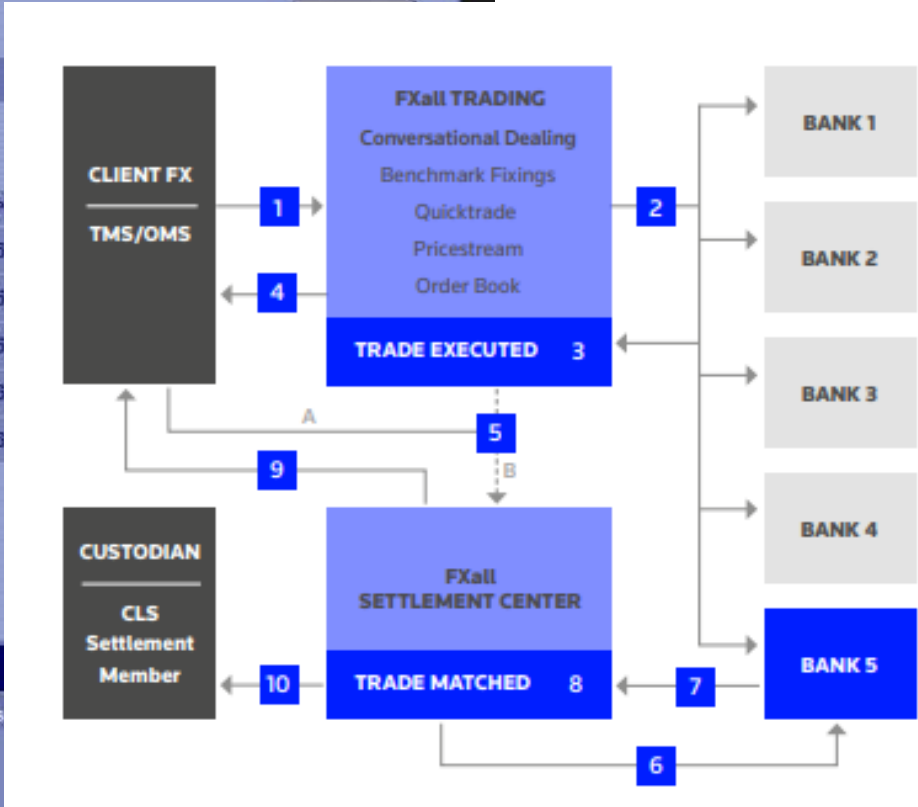 CLIENT FX
TMS/OMS
1
4
FXall TRADING
Conversational Dealing
Benchmark Fixings
Quicktrade
Pricestream
Order Book
TRADE EXECUTED 3
2
BANK 1
BANK 2
BANK 3
BANK 4
BANK 5
A
5
B
9
CUSTODIAN
CLS
Settlement
Member
10
FXall
SETTLEMENT CENTER
TRADE MATCHED 8
7
6